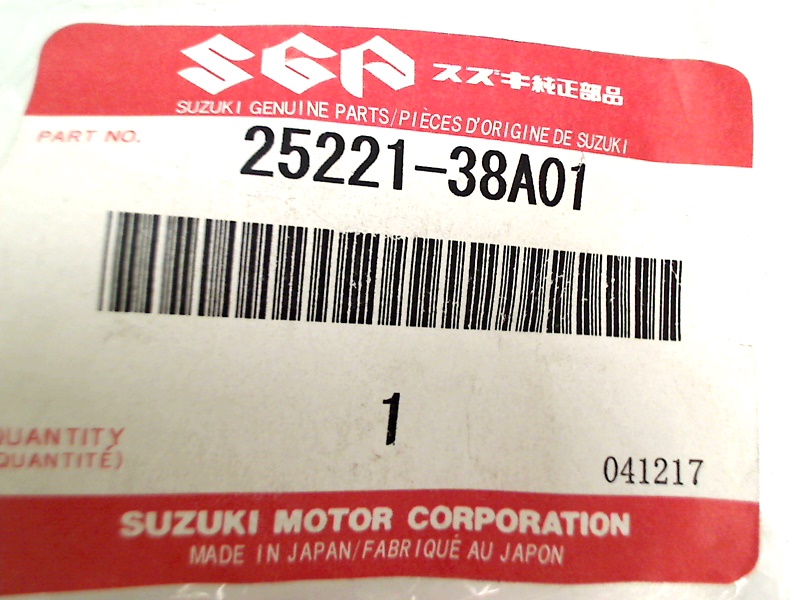 SGP スズキ純正部品
SUZUKI GENUINE PARTS/PIÈCES D'ORIGINE DE SUZUKI
PART NO.
25221-38A01
1
QUANTITY
QUANTITÉ)
041217
SUZUKI MOTOR CORPORATION
MADE IN JAPAN/FABRIQUÉ AU JAPON